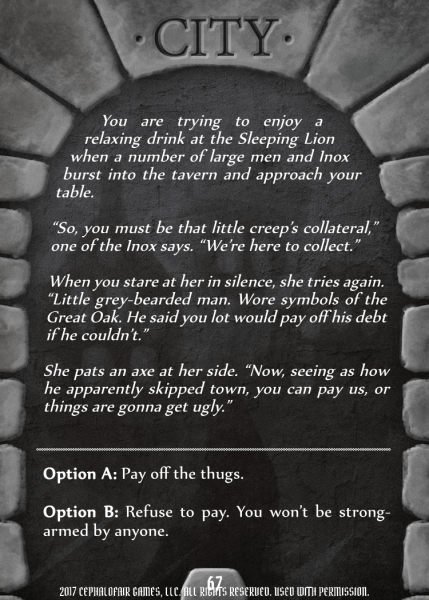 · CITY ·
You are trying to enjoy a
relaxing drink at the Sleeping Lion
when a number of large men and Inox
burst into the tavern and approach your
table.
“So, you must be that little creep’s collateral,”
one of the Inox says. “We’re here to collect.”
When you stare at her in silence, she tries again.
“Little grey-bearded man. Wore symbols of the
Great Oak. He said you lot would pay off his debt
if he couldn’t.”
She pats an axe at her side. “Now, seeing as how
he apparently skipped town, you can pay us, or
things are gonna get ugly.”
Option A: Pay off the thugs.
Option B: Refuse to pay. You won’t be strong-
armed by anyone.
67
2017 CEPHALOFAIR GAMES, LLC. ALL RIGHTS RESERVED. USED WITH PERMISSION.